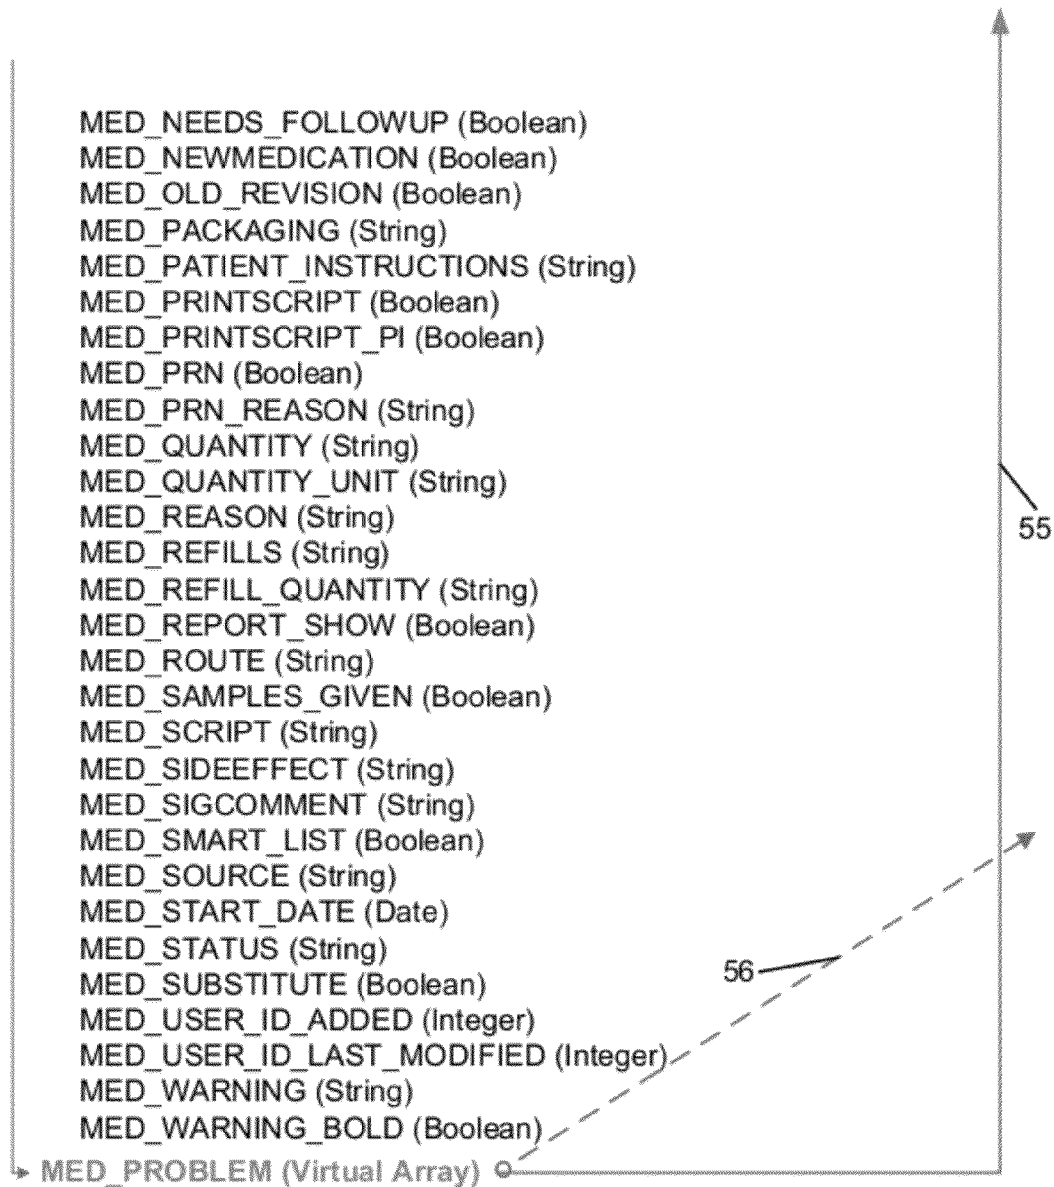 MED_NEEDS_FOLLOWUP (Boolean)
MED_NEWMEDICATION (Boolean)
MED_OLD_REVISION (Boolean)
MED_PACKAGING (String)
MED_PATIENT_INSTRUCTIONS (String)
MED_PRINTSCRIPT (Boolean)
MED_PRINTSCRIPT_PI (Boolean)
MED_PRN (Boolean)
MED_PRN_REASON (String)
MED_QUANTITY (String)
MED_QUANTITY_UNIT (String)
MED_REASON (String)
55
MED_REFILLS (String)
MED_REFILL_QUANTITY (String)
MED_REPORT_SHOW (Boolean)
MED_ROUTE (String)
MED_SAMPLES_GIVEN (Boolean)
MED_SCRIPT (String)
MED_SIDEEFFECT (String)
MED_SIGCOMMENT (String)
MED_SMART_LIST (Boolean)
MED_SOURCE (String)
MED_START_DATE (Date)
MED_STATUS (String)
56
MED_SUBSTITUTE (Boolean)
MED_USER_ID_ADDED (Integer)
MED_USER_ID_LAST_MODIFIED (Integer)
MED_WARNING (String)
MED_WARNING_BOLD (Boolean)
MED_PROBLEM (Virtual Array)